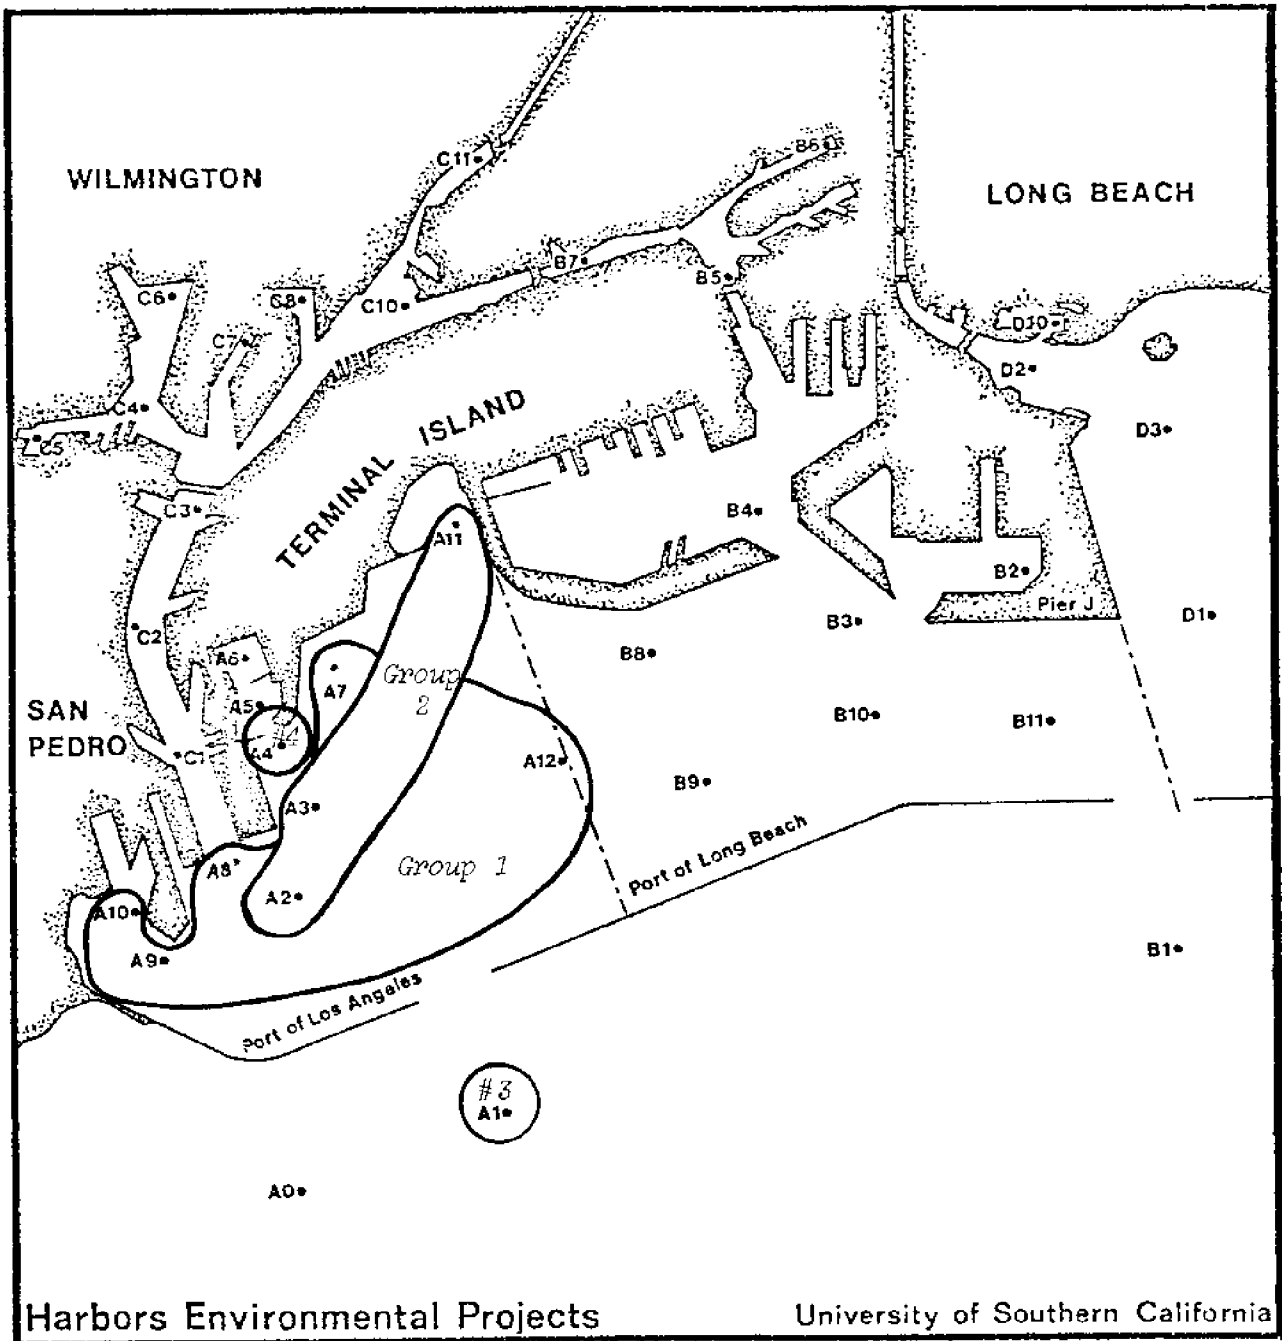 B6
C11
WILMINGTON
LONG BEACH
B7
B5
C6
C8
C10
D10
C7
D2
C4
ISLAND
D3
C5
TERMINAL
C3
B4
A11
B2
Pier J
C2
B3
D1
A6
B8
Group
2
A7
SAN
PEDRO
A5
B10
B11
#4
A4
C1
A12
B9
A3
Port of Long Beach
A8
Group 1
A2
A10
A9
B1
Port of Los Angeles
#3
A1
A0
Harbors Environmental Projects
University of Southern California